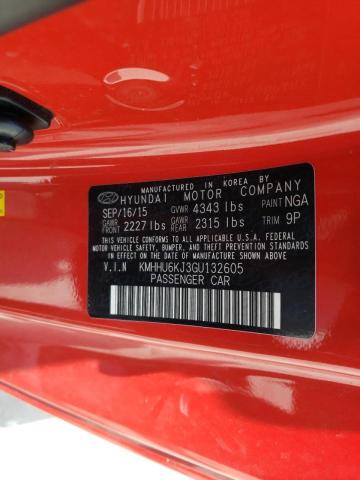 MANUFACTURED IN KOREA BY
HYUNDAI MOTOR COMPANY
SEP/16/15 GVWR 4343 lbs PAINT NGA
GAWR FRONT 2227 lbs GAWR REAR 2315 lbs TRIM 9P
THIS VEHICLE CONFORMS TO ALL APPLICABLE U.S. FEDERAL
MOTOR VEHICLE SAFETY, BUMPER, AND THEFT PREVENTION
STANDARDS IN EFFECT ON THE DATE OF MANUFACTURE SHOWN ABOVE.
V.I.N KMHHU6KJ3GU132605
PASSENGER CAR